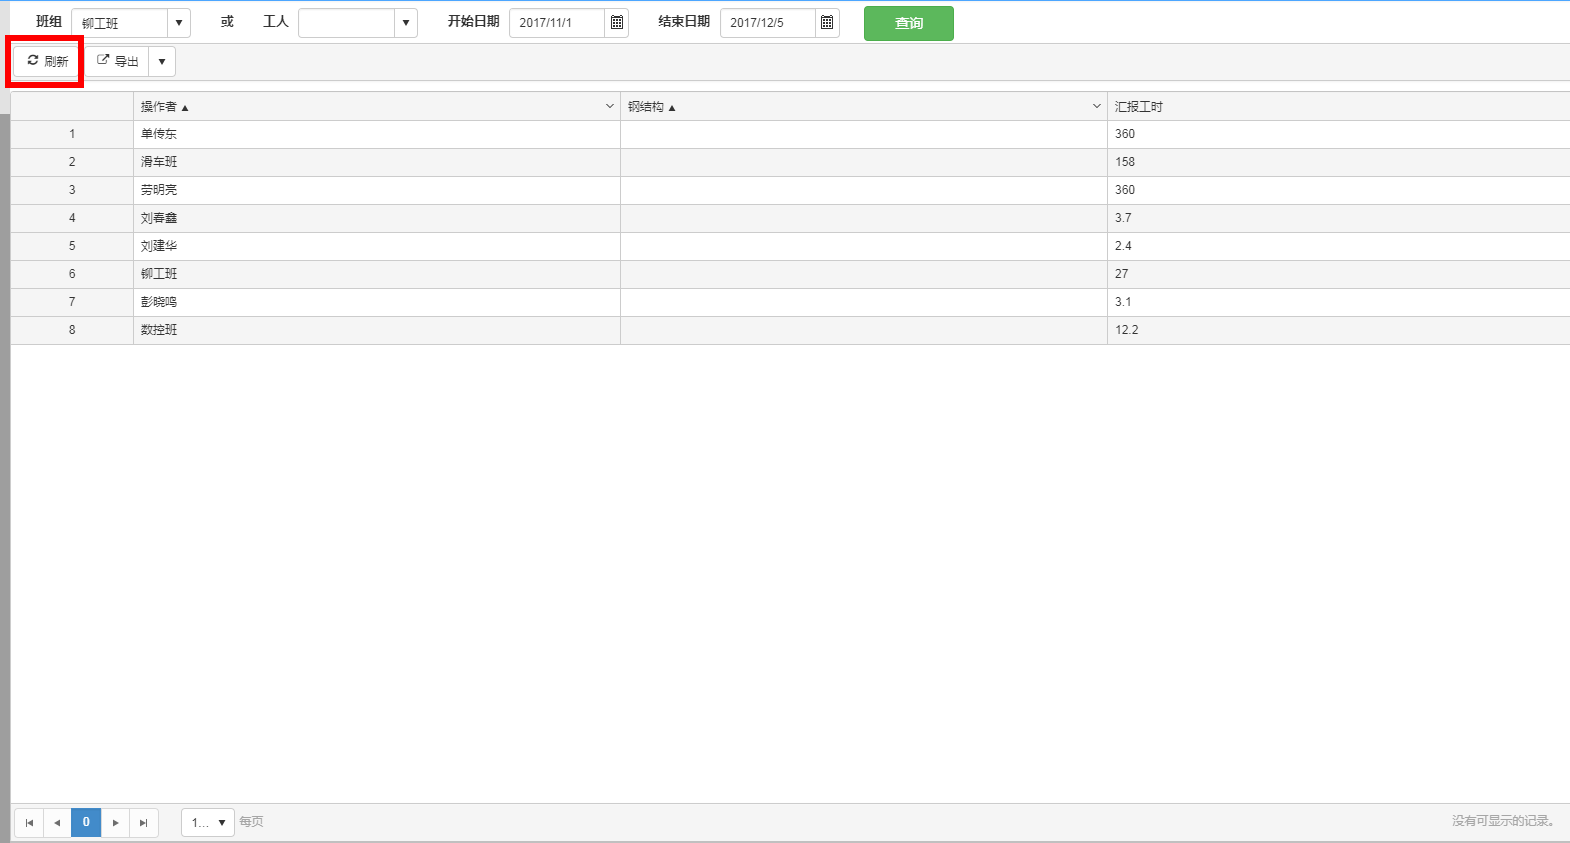 班组 铆工班 ▼ 或 工人 ▼ 开始日期 2017/11/1 结束日期 2017/12/5 查询
刷新 导出 ▼
操作者 ▲ 钢结构 ▲ 汇报工时
1 单传东 360
2 滑车班 158
3 劳明亮 360
4 刘春鑫 3.7
5 刘建华 2.4
6 铆工班 27
7 彭晓鸣 3.1
8 数控班 12.2
0 1... ▼ 每页 没有可显示的记录。